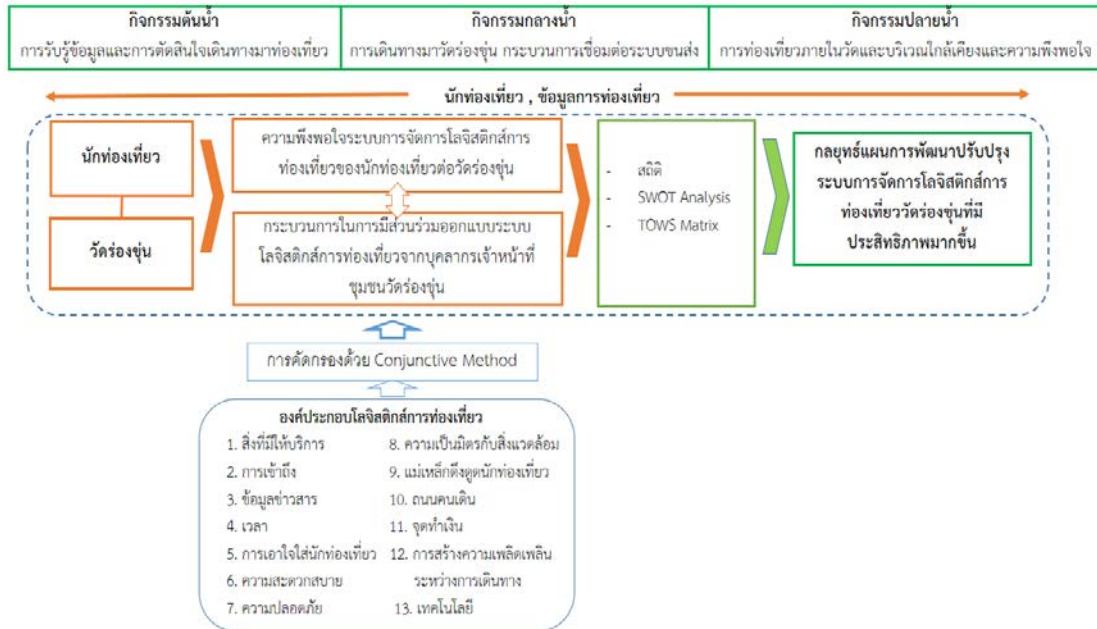 กิจกรรมต้นน้ำ
การรับรู้ข้อมูลและการตัดสินใจเดินทางมาท่องเที่ยว
กิจกรรมกลางน้ำ
การเดินทางมาวัดร่องขุ่น กระบวนการเชื่อมต่อระบบขนส่ง
กิจกรรมปลายน้ำ
การท่องเที่ยวภายในวัดและบริเวณใกล้เคียงและความพึงพอใจ
นักท่องเที่ยว , ข้อมูลการท่องเที่ยว
นักท่องเที่ยว
วัดร่องขุ่น
ความพึงพอใจระบบการจัดการโลจิสติกส์การ
ท่องเที่ยวของนักท่องเที่ยวต่อวัดร่องขุ่น
กระบวนการในการมีส่วนร่วมออกแบบระบบ
โลจิสติกส์การท่องเที่ยวจากบุคลากรเจ้าหน้าที่
ชุมชนวัดร่องขุ่น
- สถิติ
- SWOT Analysis
- TOWS Matrix
กลยุทธ์แผนการพัฒนาปรับปรุง
ระบบการจัดการโลจิสติกส์การ
ท่องเที่ยววัดร่องขุ่นที่มี
ประสิทธิภาพมากขึ้น
การคัดกรองด้วย Conjunctive Method
องค์ประกอบโลจิสติกส์การท่องเที่ยว
1. สิ่งที่มีให้บริการ
2. การเข้าถึง
3. ข้อมูลข่าวสาร
4. เวลา
5. การเอาใจใส่นักท่องเที่ยว
6. ความสะดวกสบาย
7. ความปลอดภัย
8. ความเป็นมิตรกับสิ่งแวดล้อม
9. แม่เหล็กดึงดูดนักท่องเที่ยว
10. ถนนคนเดิน
11. จุดทำเงิน
12. การสร้างความเพลิดเพลิน
ระหว่างการเดินทาง
13. เทคโนโลยี